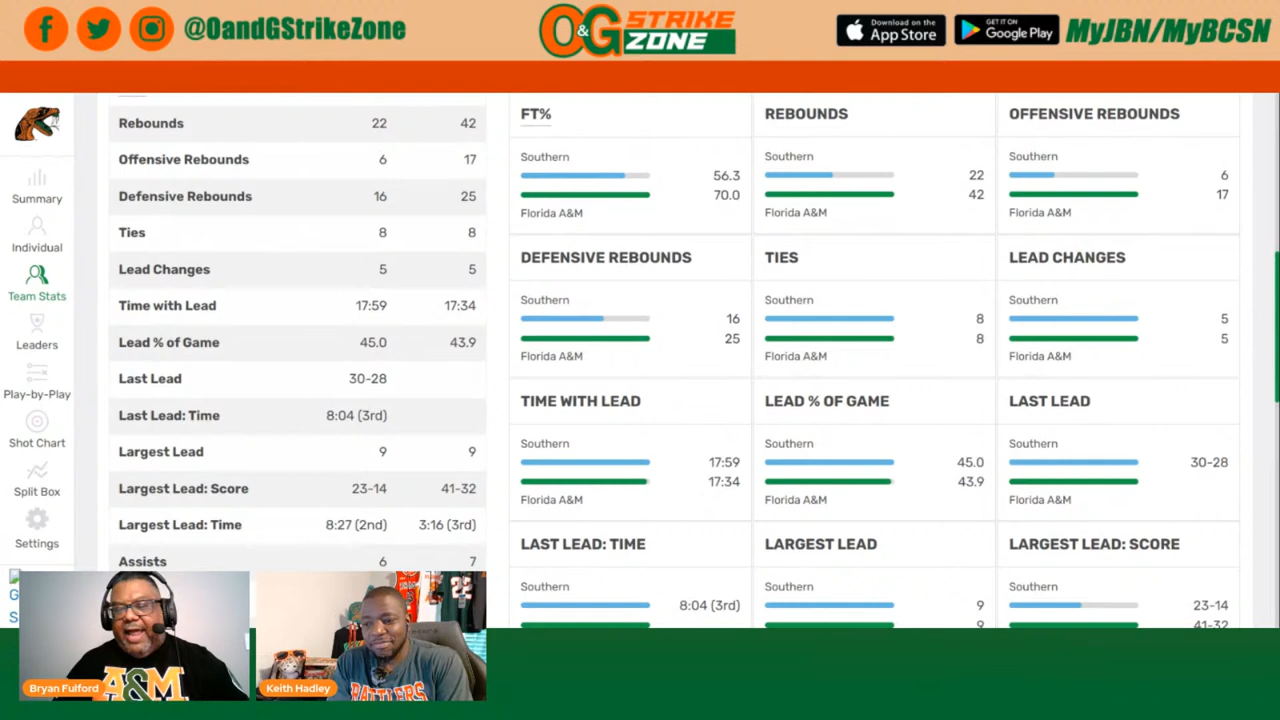 @OandGStrikeZone
O&G STRIKE ZONE
Download on the App Store
GET IT ON Google Play
MyJBN/MyBCSN
Summary
Individual
Team Stats
Leaders
Play-by-Play
Shot Chart
Split Box
Settings
Rebounds 22 42
Offensive Rebounds 6 17
Defensive Rebounds 16 25
Ties 8 8
Lead Changes 5 5
Time with Lead 17:59 17:34
Lead % of Game 45.0 43.9
Last Lead 30-28
Last Lead: Time 8:04 (3rd)
Largest Lead 9 9
Largest Lead: Score 23-14 41-32
Largest Lead: Time 8:27 (2nd) 3:16 (3rd)
Assists 6 7
FT%
Southern
56.3
70.0
Florida A&M
REBOUNDS
Southern
22
42
Florida A&M
OFFENSIVE REBOUNDS
Southern
6
17
Florida A&M
DEFENSIVE REBOUNDS
Southern
16
25
Florida A&M
TIES
Southern
8
8
Florida A&M
LEAD CHANGES
Southern
5
5
Florida A&M
TIME WITH LEAD
Southern
17:59
17:34
Florida A&M
LEAD % OF GAME
Southern
45.0
43.9
Florida A&M
LAST LEAD
Southern
30-28
Florida A&M
LAST LEAD: TIME
Southern
8:04 (3rd)
LARGEST LEAD
Southern
9
9
LARGEST LEAD: SCORE
Southern
23-14
41-32
A&M
Bryan Fulford
RATTLERS
Keith Hadley